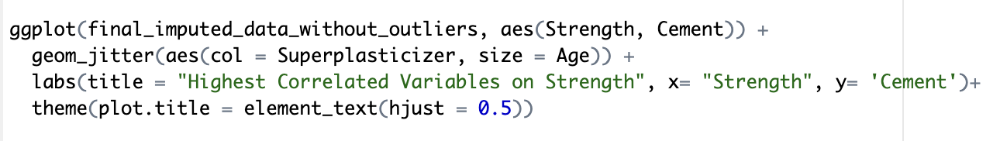 ggplot(final_imputed_data_without_outliers, aes(Strength, Cement)) +
  geom_jitter(aes(col = Superplasticizer, size = Age)) +
  labs(title = "Highest Correlated Variables on Strength", x= "Strength", y= 'Cement')+
  theme(plot.title = element_text(hjust = 0.5))